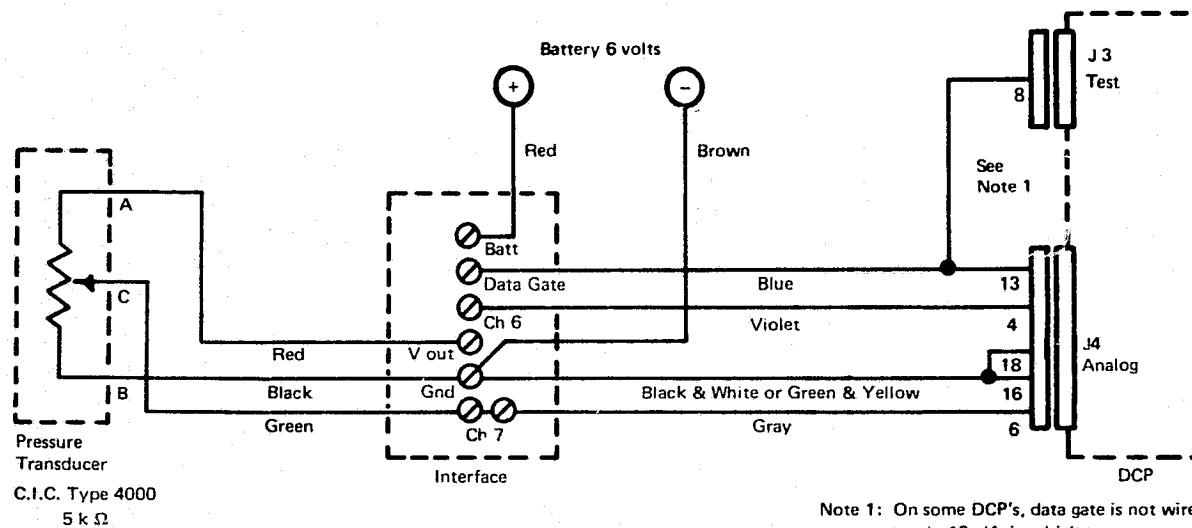 Battery 6 volts
+
−
J 3
Test
8
Red
Brown
See
Note 1
A
Batt
Data Gate
Blue
13
C
Ch 6
Violet
4
Red
V out
18
J4
Analog
B
Black
Gnd
Black & White or Green & Yellow
16
Green
Ch 7
Gray
6
Pressure
Transducer
Interface
DCP
C.I.C. Type 4000
5 k Ω
Note 1: On some DCP's, data gate is not wire